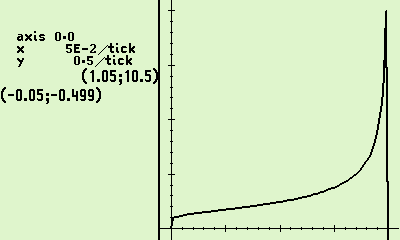 axis 0.0
x 5E-2/tick
y 0.5/tick
(1.05;10.5)
(-0.05;-0.499)